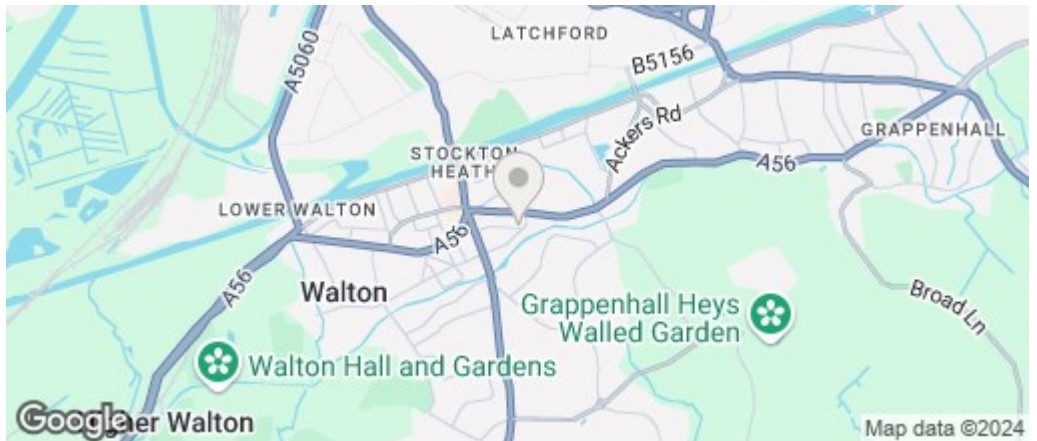 LATCHFORD
A5060
B5156
Ackers Rd
GRAPPENHALL
STOCKTON
HEATH
A56
LOWER WALTON
A56
A56
Walton
Grappenhall Heys
Walled Garden
Broad Ln
Walton Hall and Gardens
Google
Walton
Map data ©2024